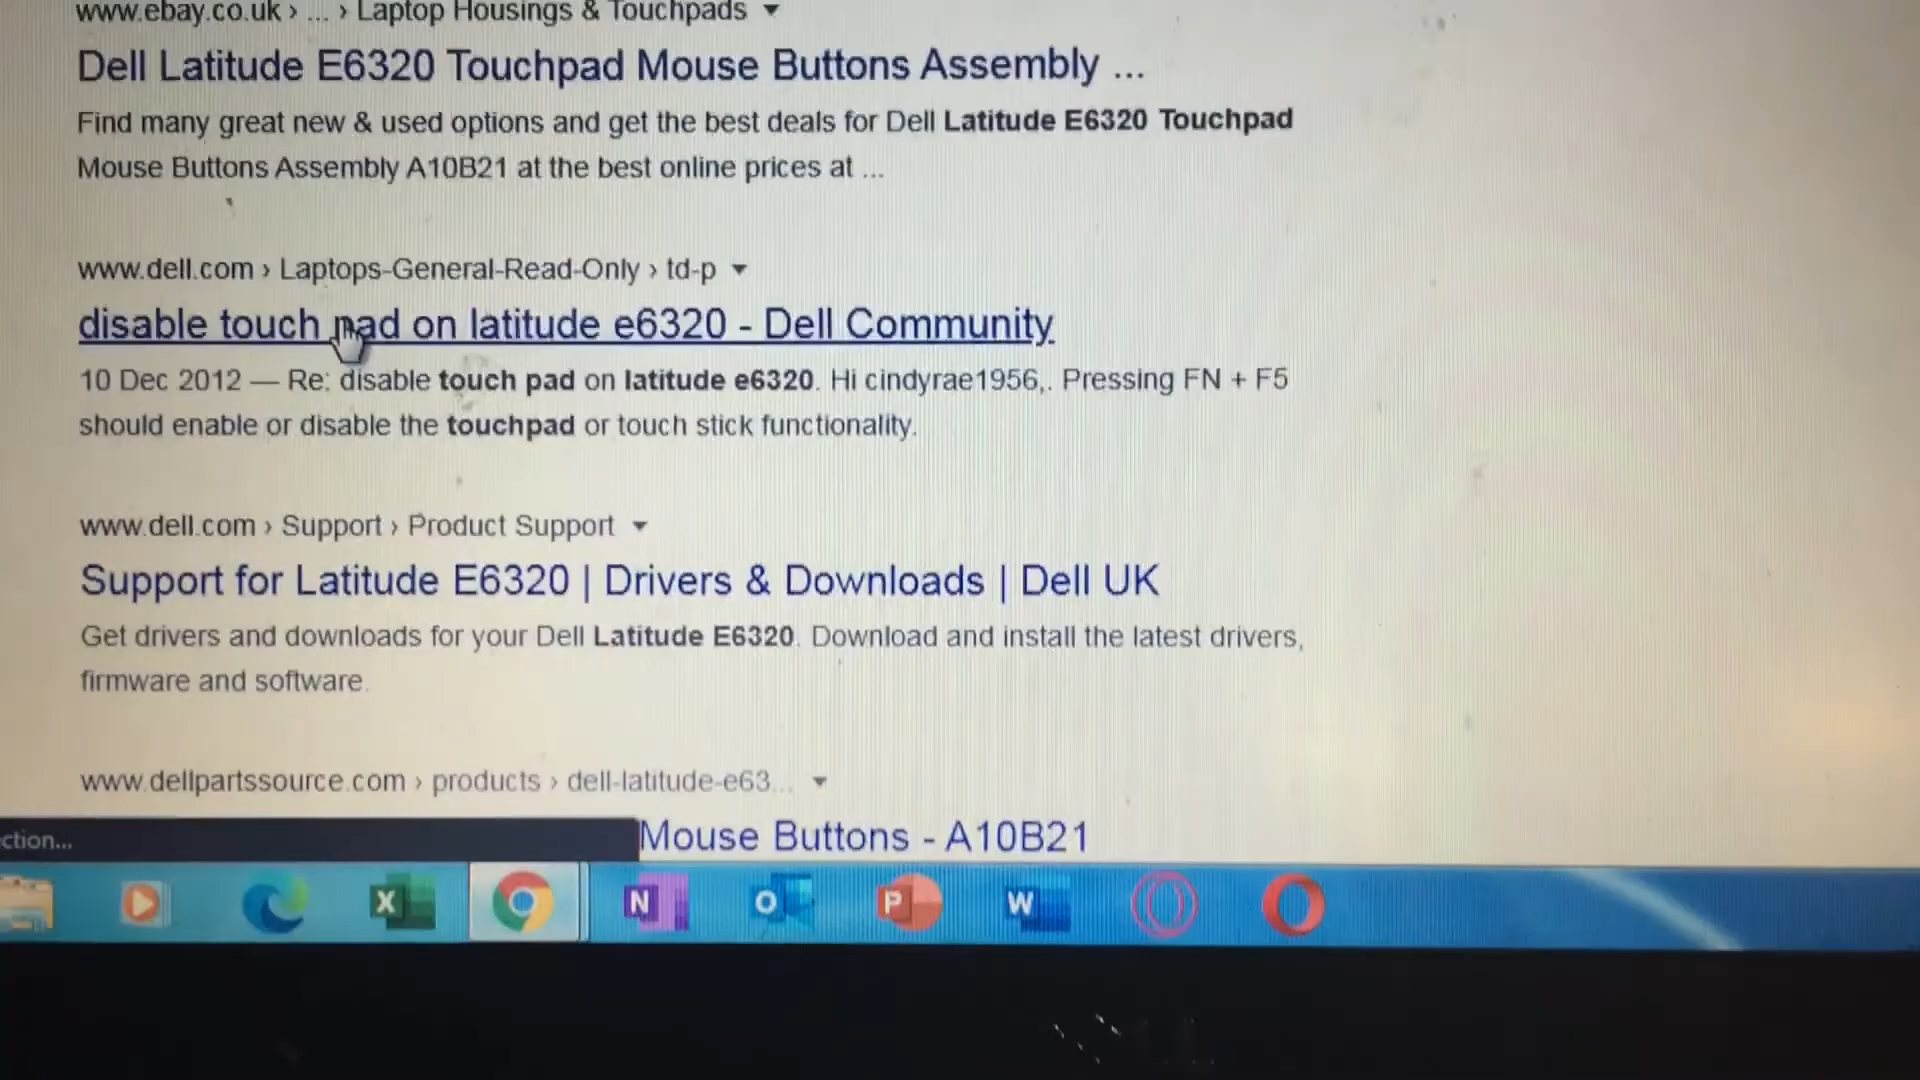 www.ebay.co.uk › ... › Laptop Housings & Touchpads
Dell Latitude E6320 Touchpad Mouse Buttons Assembly ...
Find many great new & used options and get the best deals for Dell Latitude E6320 Touchpad
Mouse Buttons Assembly A10B21 at the best online prices at ...
www.dell.com › Laptops-General-Read-Only › td-p
disable touch pad on latitude e6320 - Dell Community
10 Dec 2012 — Re: disable touch pad on latitude e6320. Hi cindyrae1956,. Pressing FN + F5
should enable or disable the touchpad or touch stick functionality.
www.dell.com › Support › Product Support
Support for Latitude E6320 | Drivers & Downloads | Dell UK
Get drivers and downloads for your Dell Latitude E6320. Download and install the latest drivers,
firmware and software.
www.dellpartssource.com › products › dell-latitude-e63...
Mouse Buttons - A10B21
ction...
X N O P W